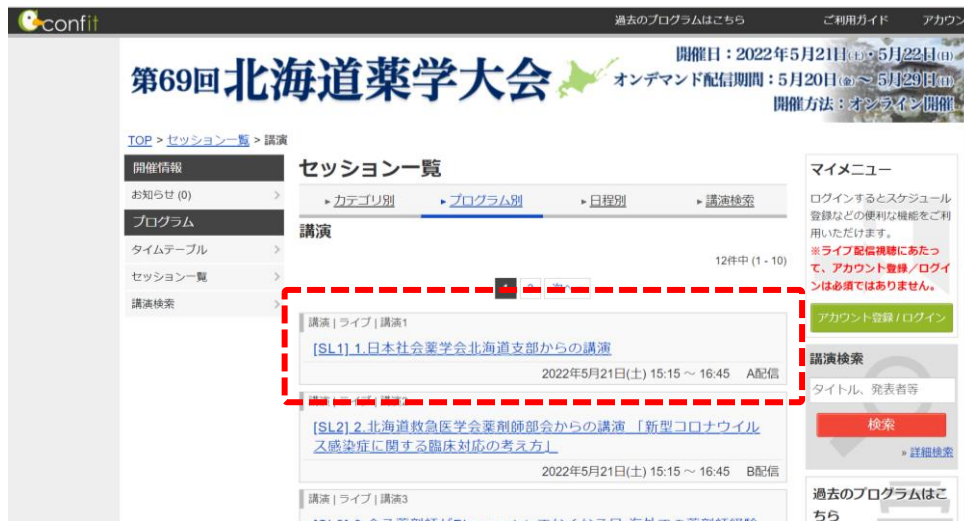 confit
過去のプログラムはこちら
ご利用ガイド
アカウン
第69回北海道薬学大会
開催日：2022年5月21日(土)・5月22日(日)
オンデマンド配信期間：5月20日(金)～5月29日(日)
開催方法：オンライン開催
TOP > セッション一覧 > 講演
開催情報
お知らせ (0)
プログラム
タイムテーブル
セッション一覧
講演検索
セッション一覧
カテゴリ別
プログラム別
日程別
講演検索
講演
12件中 (1 - 10)
講演 | ライブ | 講演1
[SL1] 1.日本社会薬学会北海道支部からの講演
2022年5月21日(土) 15:15 ～ 16:45 A配信
講演 | ライブ | 講演2
[SL2] 2.北海道救急医学会薬剤師部会からの講演 「新型コロナウイル
ス感染症に関する臨床対応の考え方」
2022年5月21日(土) 15:15 ～ 16:45 B配信
講演 | ライブ | 講演3
マイメニュー
ログインするとスケジュール
登録などの便利な機能をご利
用いただけます。
※ライブ配信視聴にあたっ
て、アカウント登録／ログイ
ンは必須ではありません。
アカウント登録 / ログイン
講演検索
タイトル、発表者等
検索
» 詳細検索
過去のプログラムはこ
ちら